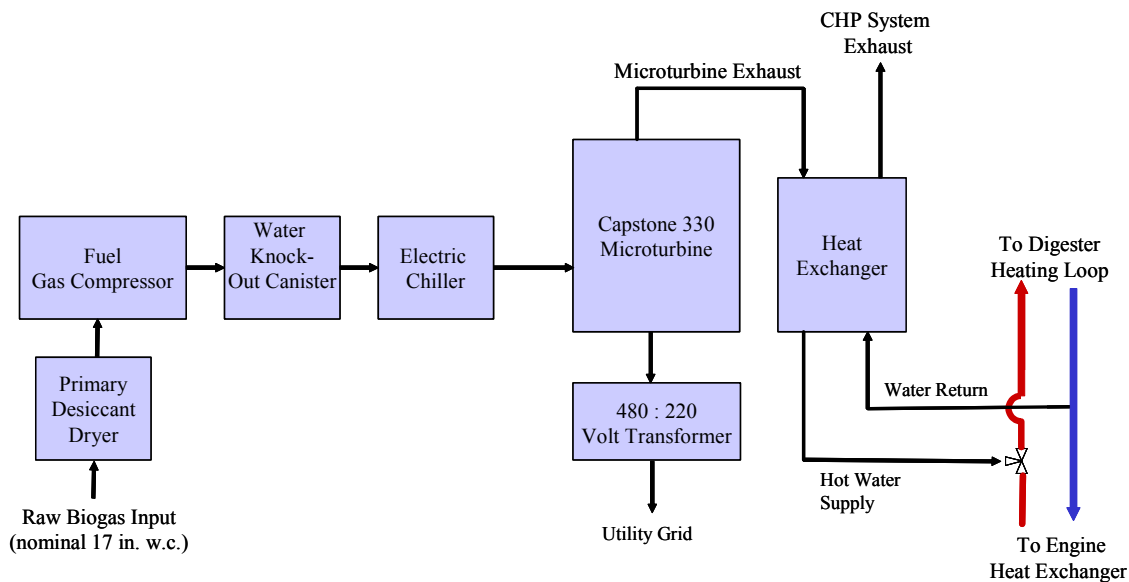 CHP System
Exhaust
Microturbine Exhaust
Fuel
Gas Compressor
Water
Knock-
Out Canister
Electric
Chiller
Capstone 330
Microturbine
Heat
Exchanger
To Digester
Heating Loop
Primary
Desiccant
Dryer
480 : 220
Volt Transformer
Water Return
Hot Water
Supply
Raw Biogas Input
(nominal 17 in. w.c.)
Utility Grid
To Engine
Heat Exchanger